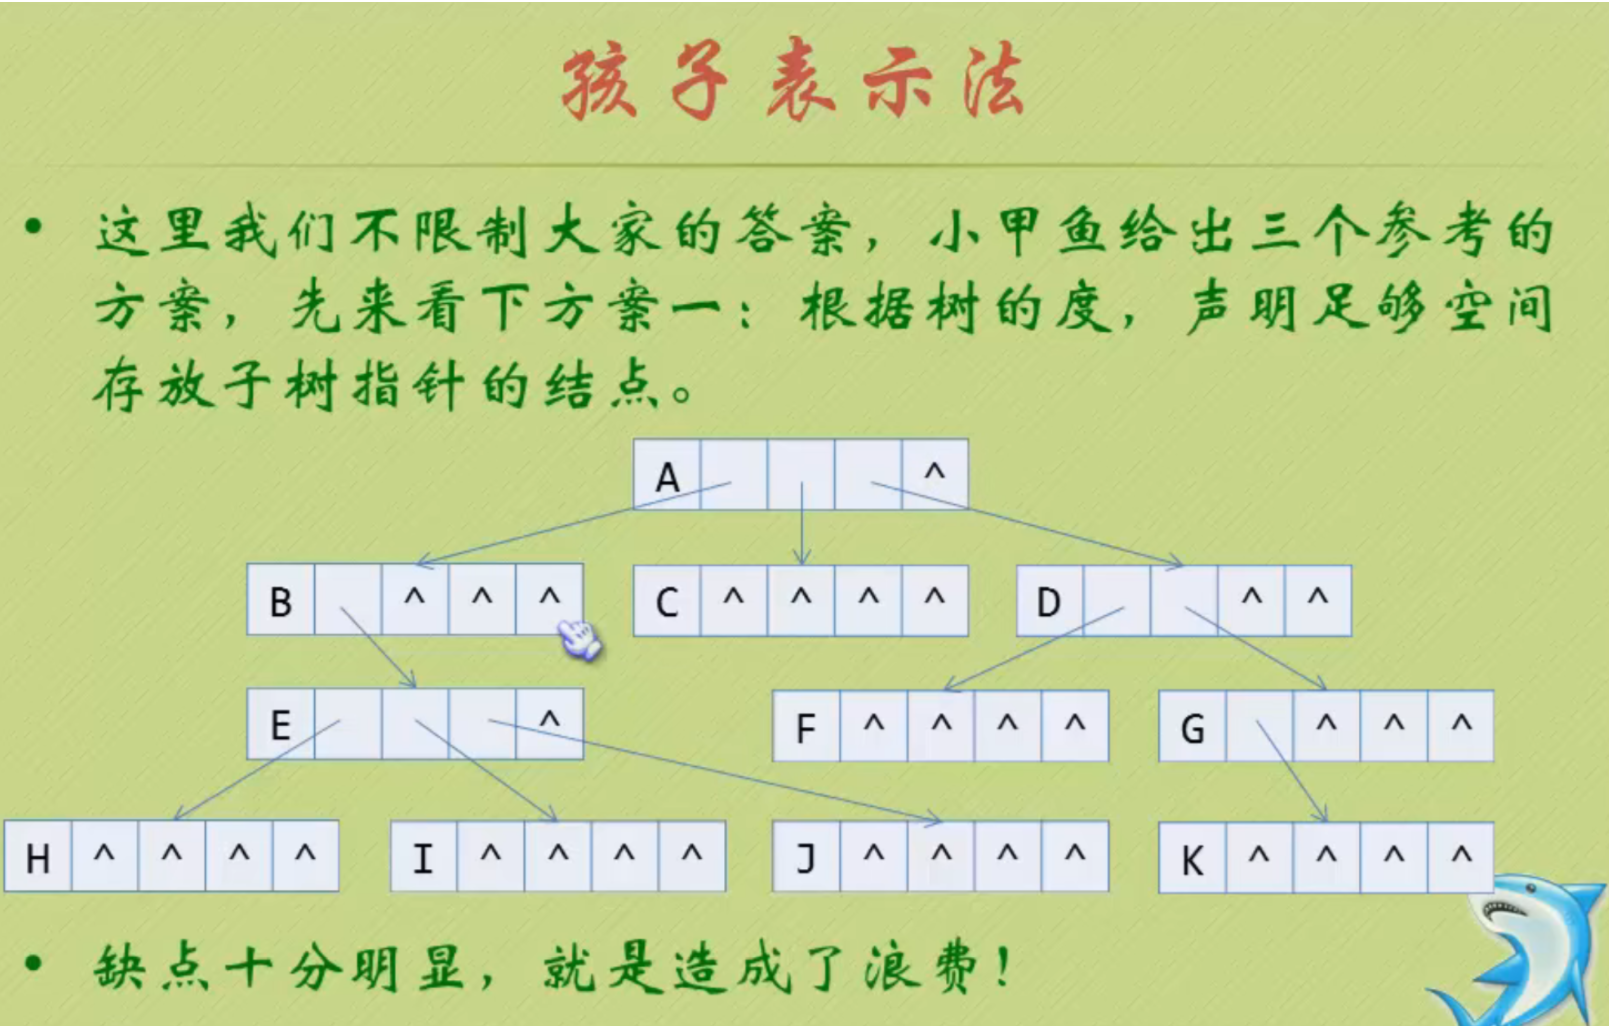 孩子表示法
• 这里我们不限制大家的答案，小甲鱼给出三个参考的
方案，先来看下方案一：根据树的度，声明足够空间
存放子树指针的结点。
A ^
B ^ ^ ^ C ^ ^ ^ ^ D ^ ^
E ^ F ^ ^ ^ ^ G ^ ^ ^
H ^ ^ ^ ^ I ^ ^ ^ ^ J ^ ^ ^ ^ K ^ ^ ^ ^
• 缺点十分明显，就是造成了浪费！